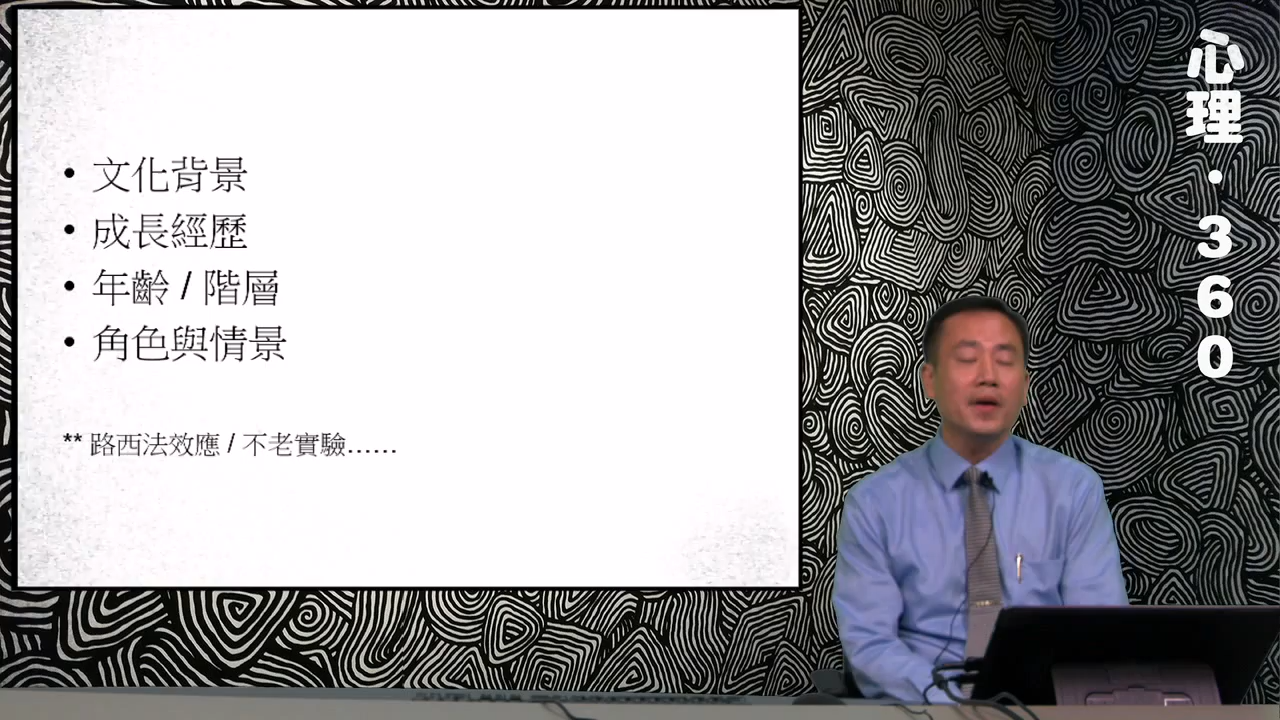 • 文化背景
• 成長經歷
• 年齡 / 階層
• 角色與情景
** 路西法效應 / 不老實驗……
心理·360